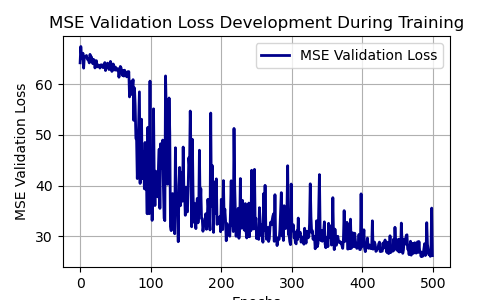 MSE Validation Loss Development During Training
MSE Validation Loss
MSE Validation Loss
60
50
40
30
0
100
200
300
400
500
Epochs